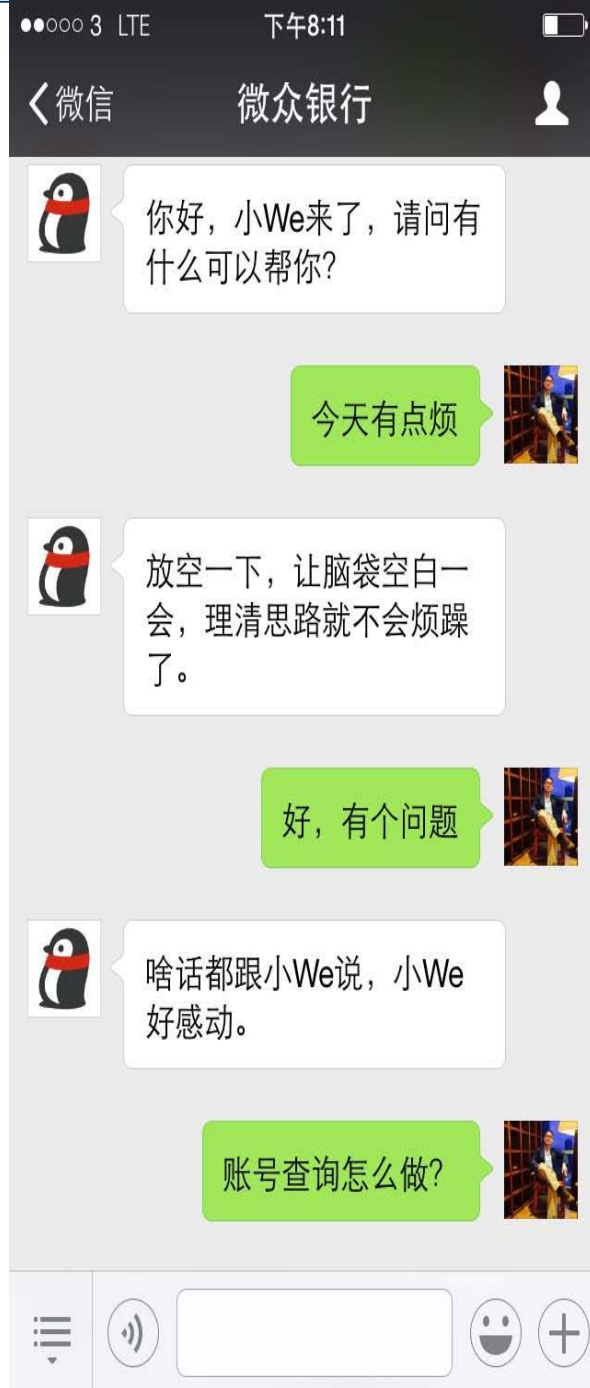 ●●○○○ 3 LTE 下午8:11
微信 微众银行
你好，小We来了，请问有
什么可以帮你？
今天有点烦
放空一下，让脑袋空白一
会，理清思路就不会烦躁
了。
好，有个问题
啥话都跟小We说，小We
好感动。
账号查询怎么做？